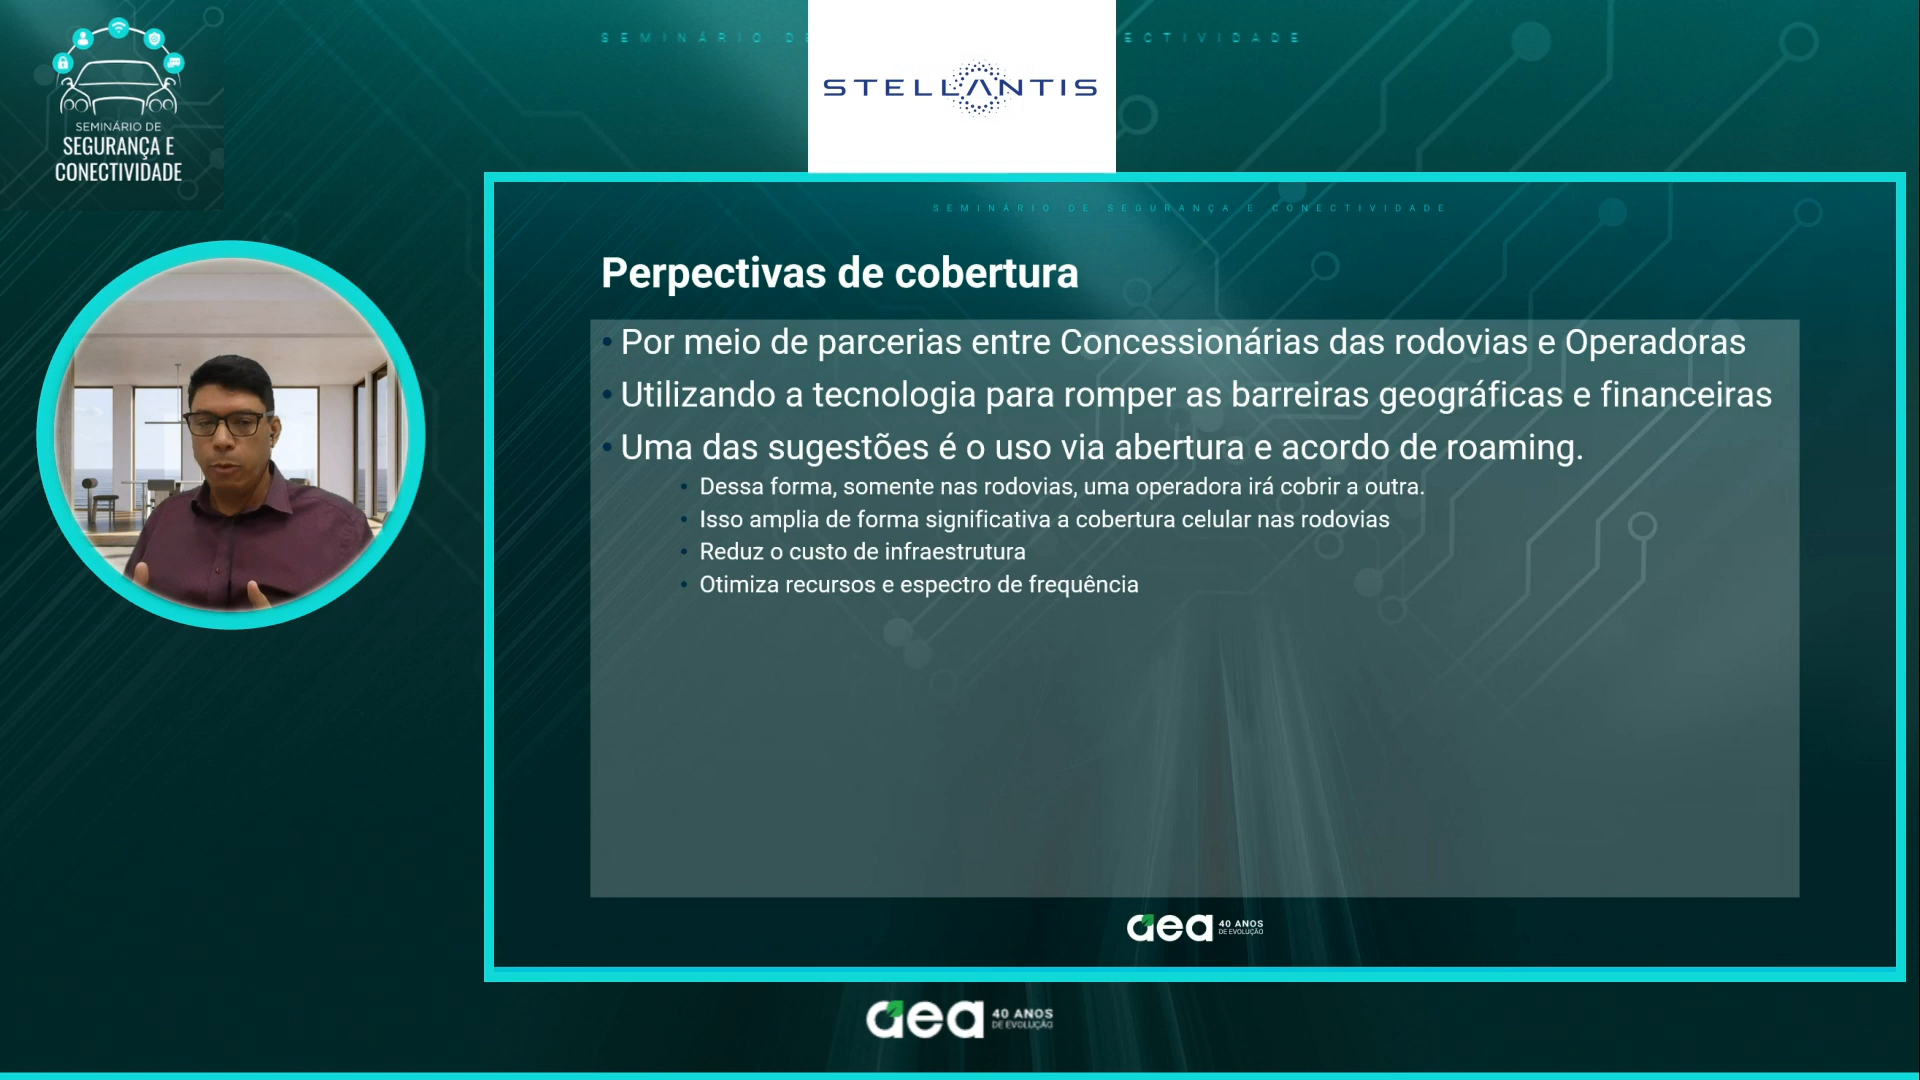 SEMINÁRIO DE
SEGURANÇA E
CONECTIVIDADE
SEMINÁRIO DE
ECTIVIDADE
STELLANTIS
SEMINÁRIO DE SEGURANÇA E CONECTIVIDADE
Perpectivas de cobertura
• Por meio de parcerias entre Concessionárias das rodovias e Operadoras
• Utilizando a tecnologia para romper as barreiras geográficas e financeiras
• Uma das sugestões é o uso via abertura e acordo de roaming.
• Dessa forma, somente nas rodovias, uma operadora irá cobrir a outra.
• Isso amplia de forma significativa a cobertura celular nas rodovias
• Reduz o custo de infraestrutura
• Otimiza recursos e espectro de frequência
aea 40 ANOS
DE EVOLUÇÃO
aea 40 ANOS
DE EVOLUÇÃO